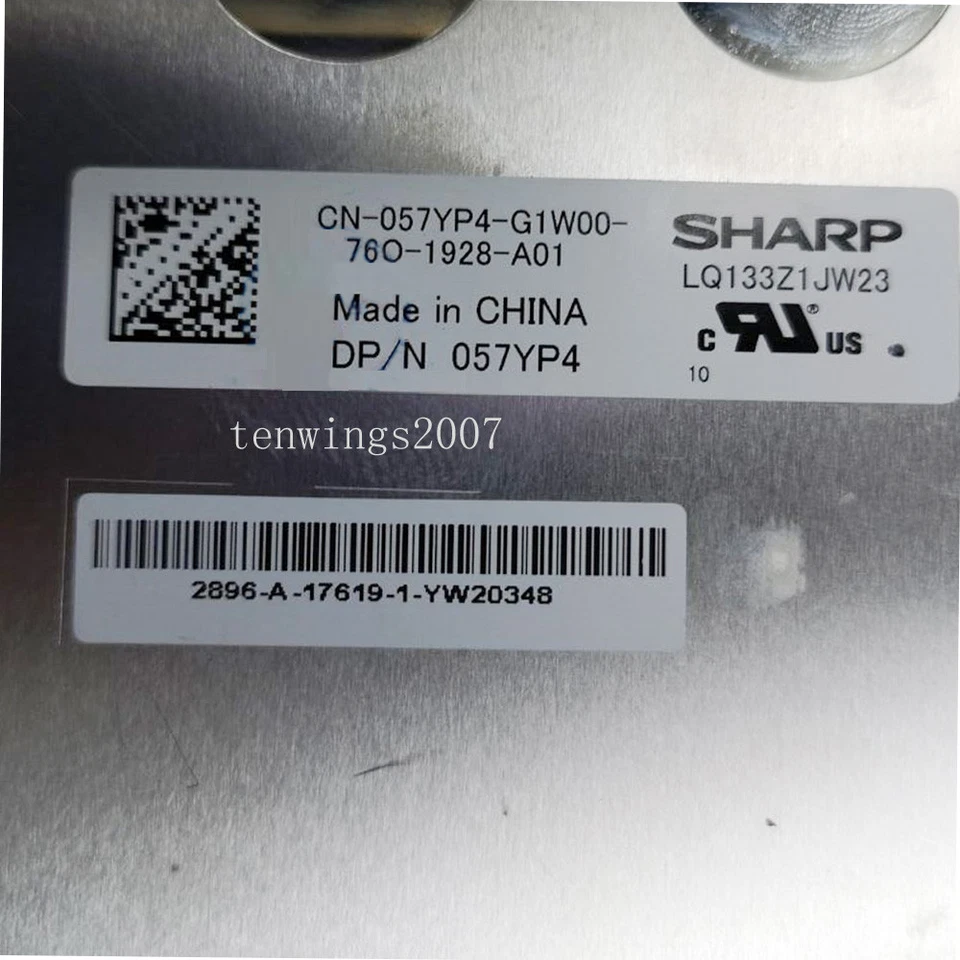 CN-057YP4-G1W00-
76O-1928-A01
Made in CHINA
DP/N 057YP4
SHARP
LQ133Z1JW23
C RU® US
10
tenwings2007
2896-A-17619-1-YW20348